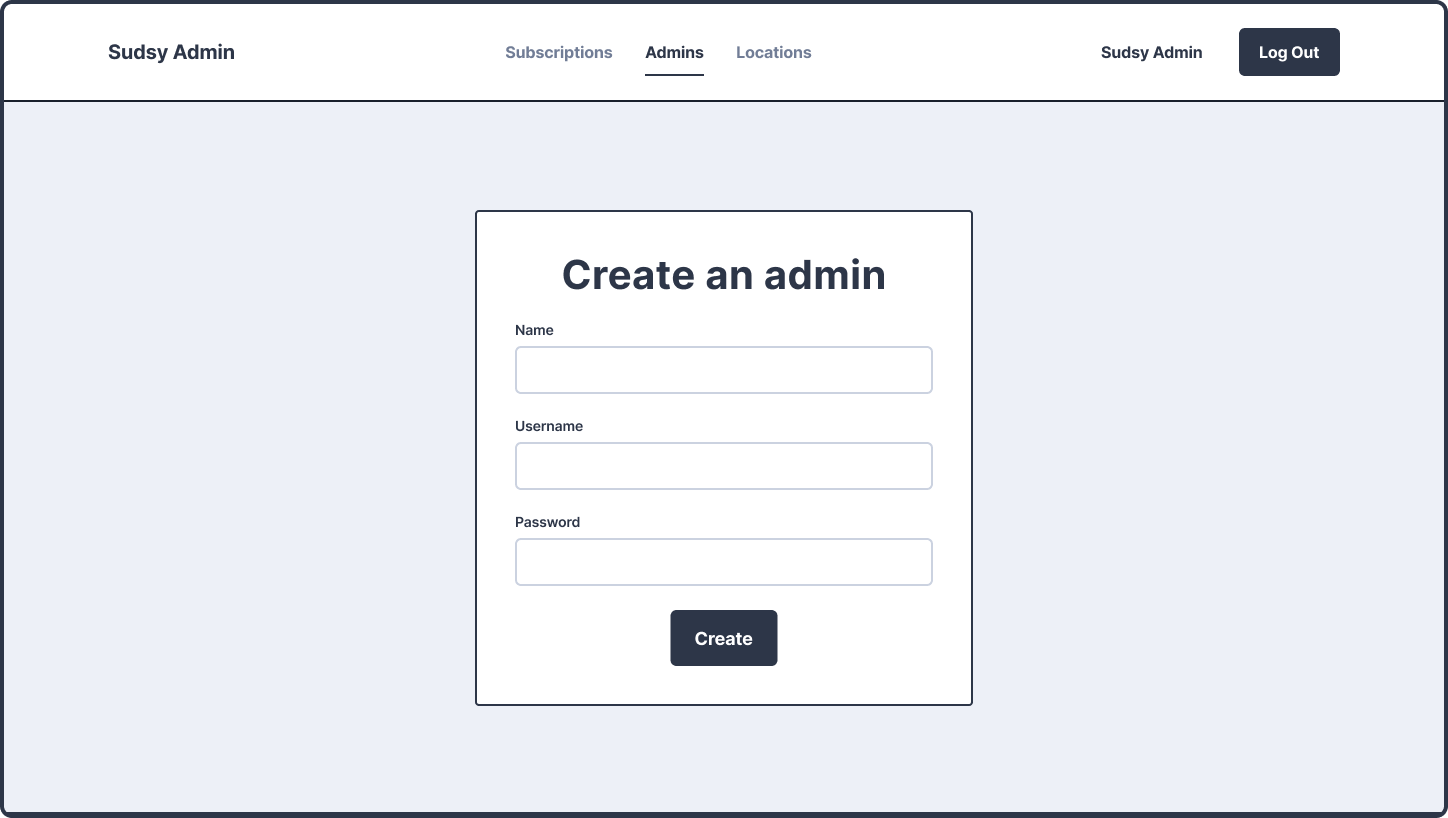 Sudsy Admin
Subscriptions Admins Locations
Sudsy Admin
Log Out
Create an admin
Name
Username
Password
Create